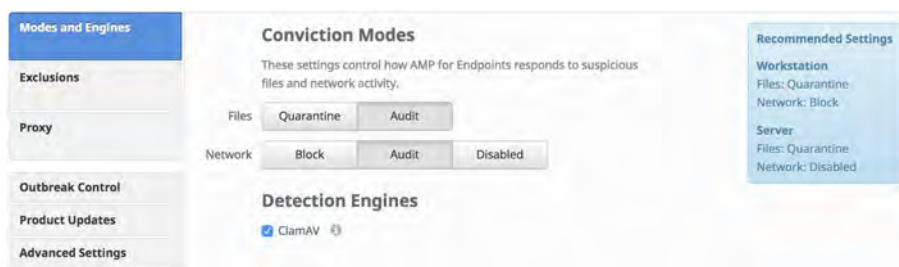 Modes and Engines
Exclusions
Proxy
Outbreak Control
Product Updates
Advanced Settings
Conviction Modes
These settings control how AMP for Endpoints responds to suspicious
files and network activity.
Files Quarantine Audit
Network Block Audit Disabled
Detection Engines
ClamAV
Recommended Settings
Workstation
Files: Quarantine
Network: Block
Server
Files: Quarantine
Network: Disabled